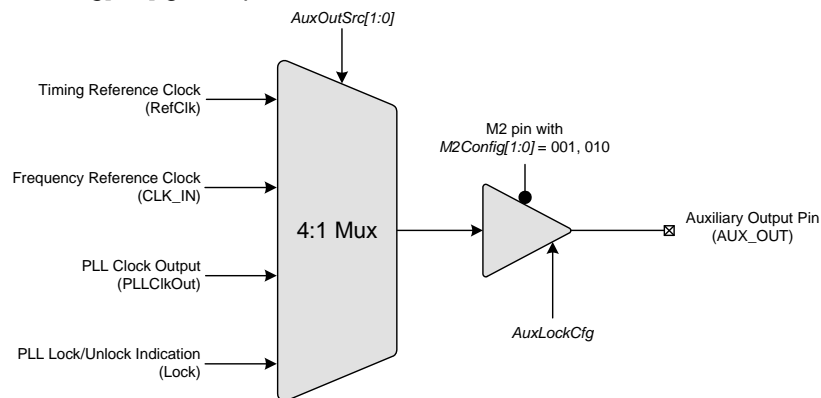 AuxOutSrc[1:0]
Timing Reference Clock
(RefClk)
M2 pin with
M2Config[1:0] = 001, 010
Frequency Reference Clock
(CLK_IN)
4:1 Mux
Auxiliary Output Pin
(AUX_OUT)
PLL Clock Output
(PLLClkOut)
AuxLockCfg
PLL Lock/Unlock Indication
(Lock)